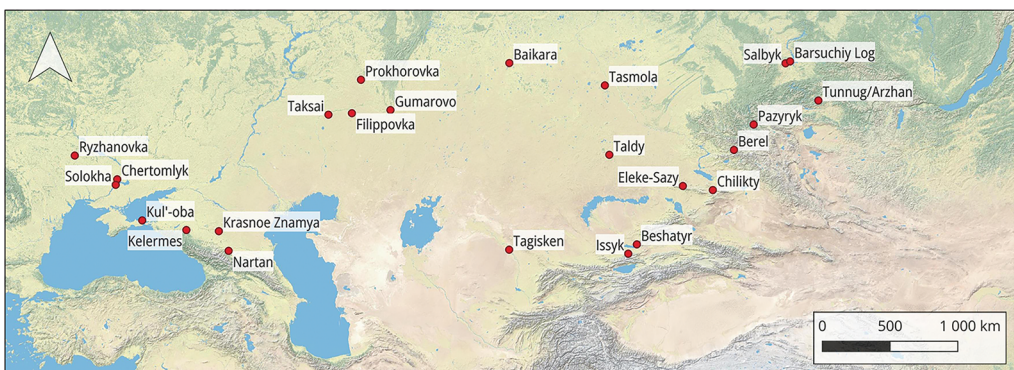 Baikara
Salbyk
Barsuchiy Log
Prokhorovka
Tasmola
Tunnug/Arzhan
Taksai
Gumarovo
Filippovka
Pazyryk
Ryzhanovka
Taldy
Berel
Chertomlyk
Solokha
Eleke-Sazy
Chilikty
Kul'-oba
Krasnoe Znamya
Kelermes
Tagisken
Issyk
Beshatyr
Nartan
0 500 1 000 km